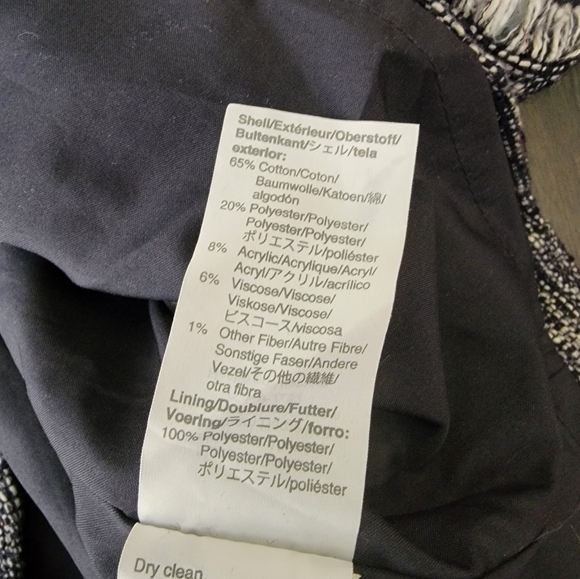 Shell/Extérieur/Oberstoff/
Buitenkant/シェル/tela
exterior:
65% Cotton/Coton/
Baumwolle/Katoen/綿/
algodón
20% Polyester/Polyester/
Polyester/Polyester/
ポリエステル/poliéster
8% Acrylic/Acrylique/Acryl/
Acryl/アクリル/acrílico
6% Viscose/Viscose/
Viskose/Viscose/
ビスコース/viscosa
1% Other Fiber/Autre Fibre/
Sonstige Faser/Andere
Vezel/その他の繊維/
otra fibra
Lining/Doublure/Futter/
Voering/ライニング/forro:
100% Polyester/Polyester/
Polyester/Polyester/
ポリエステル/poliéster
Dry clean